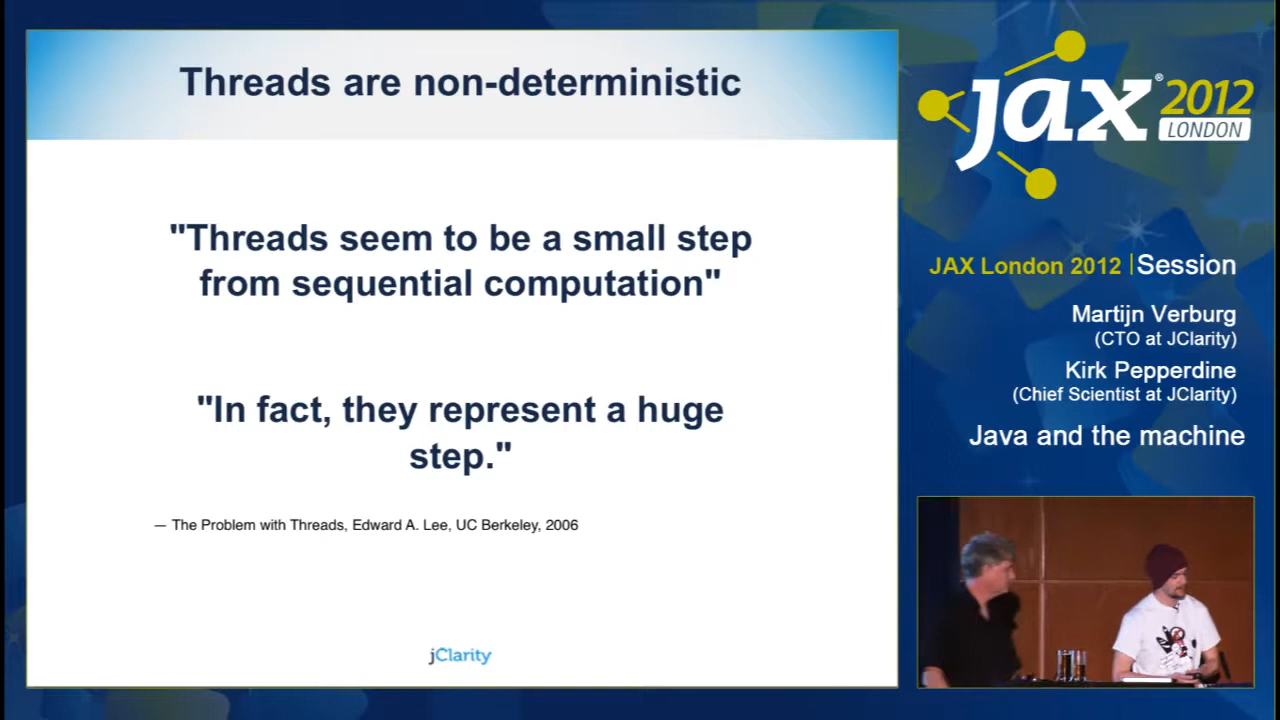 Threads are non-deterministic
"Threads seem to be a small step
from sequential computation"
"In fact, they represent a huge
step."
— The Problem with Threads, Edward A. Lee, UC Berkeley, 2006
jClarity
jax® 2012
LONDON
JAX London 2012 | Session
Martijn Verburg
(CTO at JClarity)
Kirk Pepperdine
(Chief Scientist at JClarity)
Java and the machine